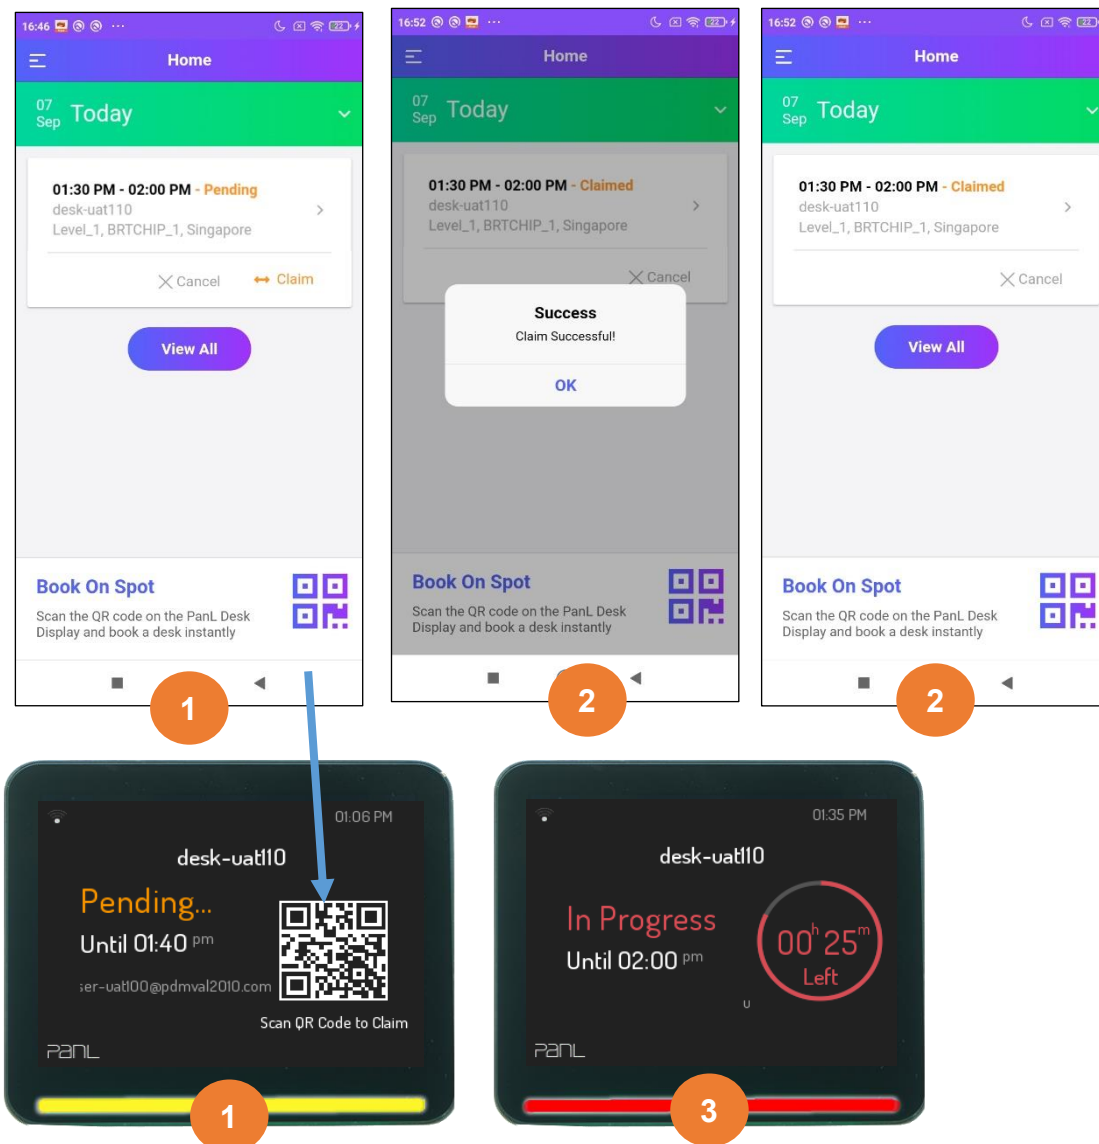 16:46
22
Home
07
Sep
Today
01:30 PM - 02:00 PM - Pending
desk-uat110
Level_1, BRTCHIP_1, Singapore
Cancel
Claim
View All
Book On Spot
Scan the QR code on the PanL Desk
Display and book a desk instantly
1
16:52
22
Home
07
Sep
Today
01:30 PM - 02:00 PM - Claimed
desk-uat110
Level_1, BRTCHIP_1, Singapore
Cancel
Success
Claim Successful!
OK
Book On Spot
Scan the QR code on the PanL Desk
Display and book a desk instantly
2
16:52
22
Home
07
Sep
Today
01:30 PM - 02:00 PM - Claimed
desk-uat110
Level_1, BRTCHIP_1, Singapore
Cancel
View All
Book On Spot
Scan the QR code on the PanL Desk
Display and book a desk instantly
2
01:06 PM
desk-uat110
Pending...
Until 01:40 pm
ser-uat100@pdmval2010.com
Scan QR Code to Claim
PanL
1
01:35 PM
desk-uat110
In Progress
Until 02:00 pm
00h 25m
Left
u
PanL
3